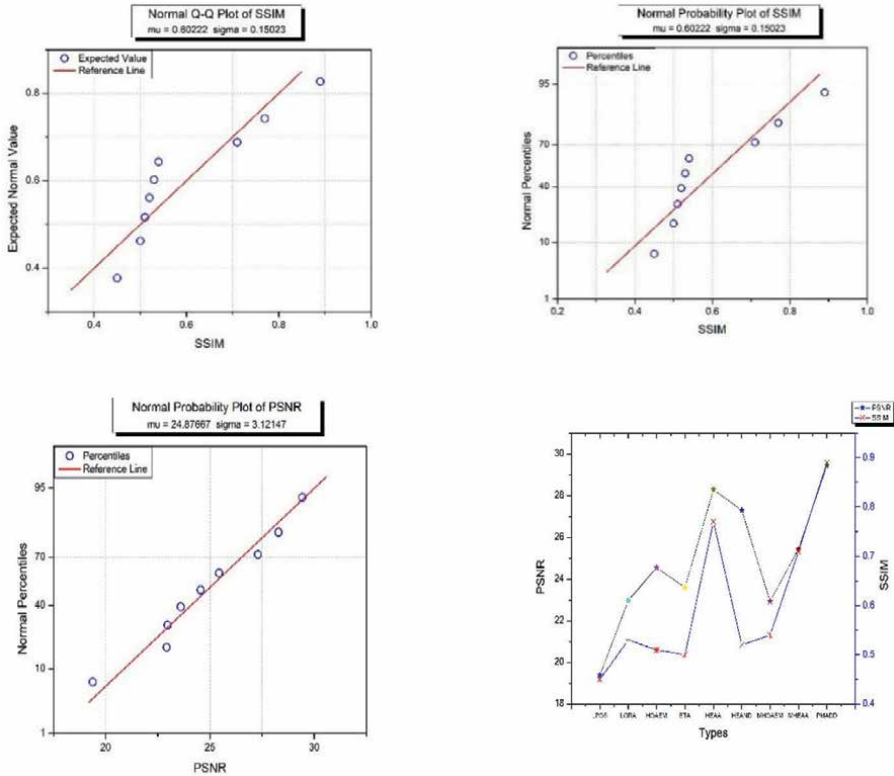 Normal Q-Q Plot of SSIM
mu = 0.60222 sigma = 0.15023
Expected Value
Reference Line
Expected Normal Value
0.8
0.6
0.4
0.4 0.6 0.8 1.0
SSIM
Normal Probability Plot of SSIM
mu = 0.60222 sigma = 0.15023
Percentiles
Reference Line
Normal Percentiles
95
70
40
10
1
0.2 0.4 0.6 0.8 1.0
SSIM
Normal Probability Plot of PSNR
mu = 24.87667 sigma = 3.12147
Percentiles
Reference Line
Normal Percentiles
95
70
40
10
1
20 25 30
PSNR
PSNR
SSIM
PSNR
30
28
26
24
22
20
18
SSIM
0.9
0.8
0.7
0.6
0.5
0.4
ETA HEAA
Types